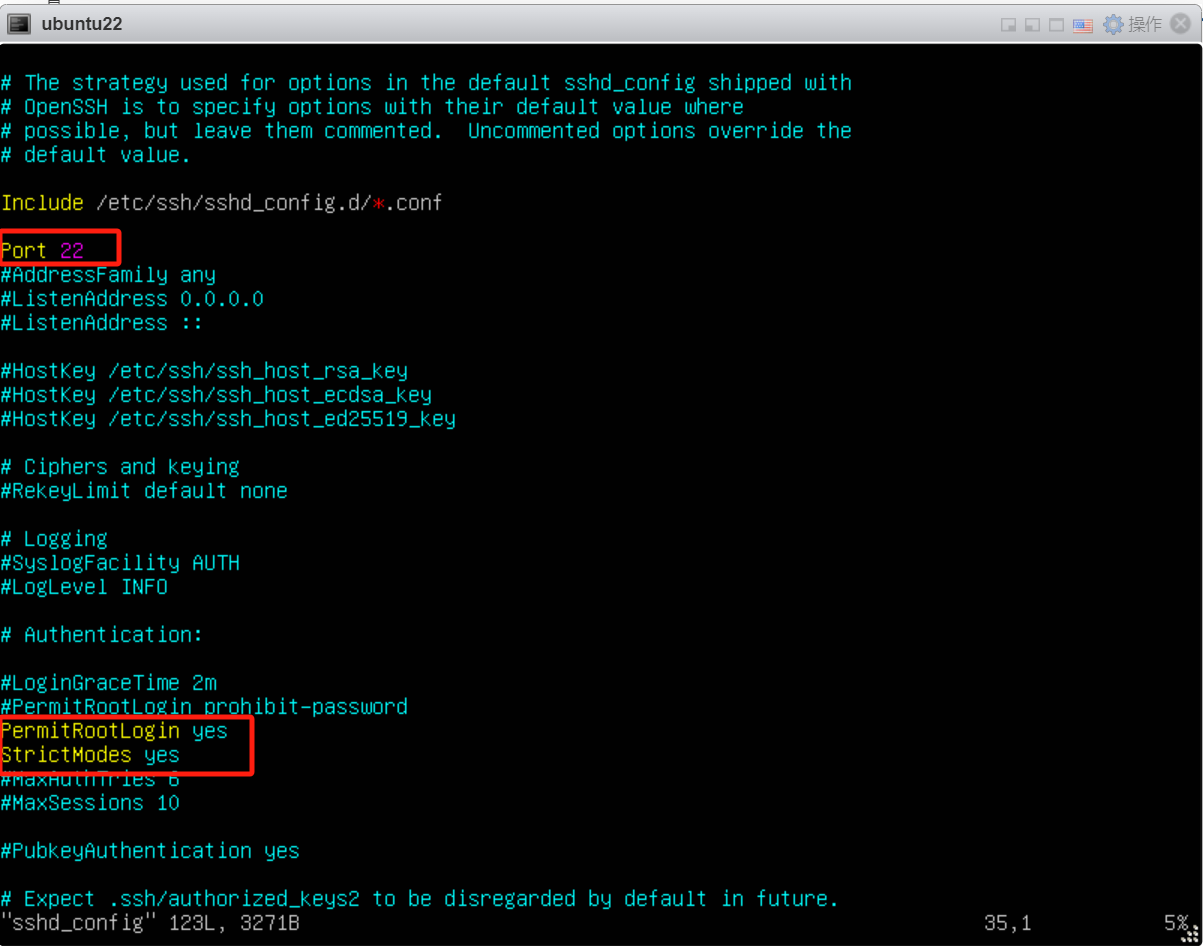 ubuntu22
操作
# The strategy used for options in the default sshd_config shipped with
# OpenSSH is to specify options with their default value where
# possible, but leave them commented.  Uncommented options override the
# default value.
Include /etc/ssh/sshd_config.d/*.conf
Port 22
#AddressFamily any
#ListenAddress 0.0.0.0
#ListenAddress ::
#HostKey /etc/ssh/ssh_host_rsa_key
#HostKey /etc/ssh/ssh_host_ecdsa_key
#HostKey /etc/ssh/ssh_host_ed25519_key
# Ciphers and keying
#RekeyLimit default none
# Logging
#SyslogFacility AUTH
#LogLevel INFO
# Authentication:
#LoginGraceTime 2m
#PermitRootLogin prohibit-password
PermitRootLogin yes
StrictModes yes
#MaxAuthTries 6
#MaxSessions 10
#PubkeyAuthentication yes
# Expect .ssh/authorized_keys2 to be disregarded by default in future.
"sshd_config" 123L, 3271B 35,1 5%